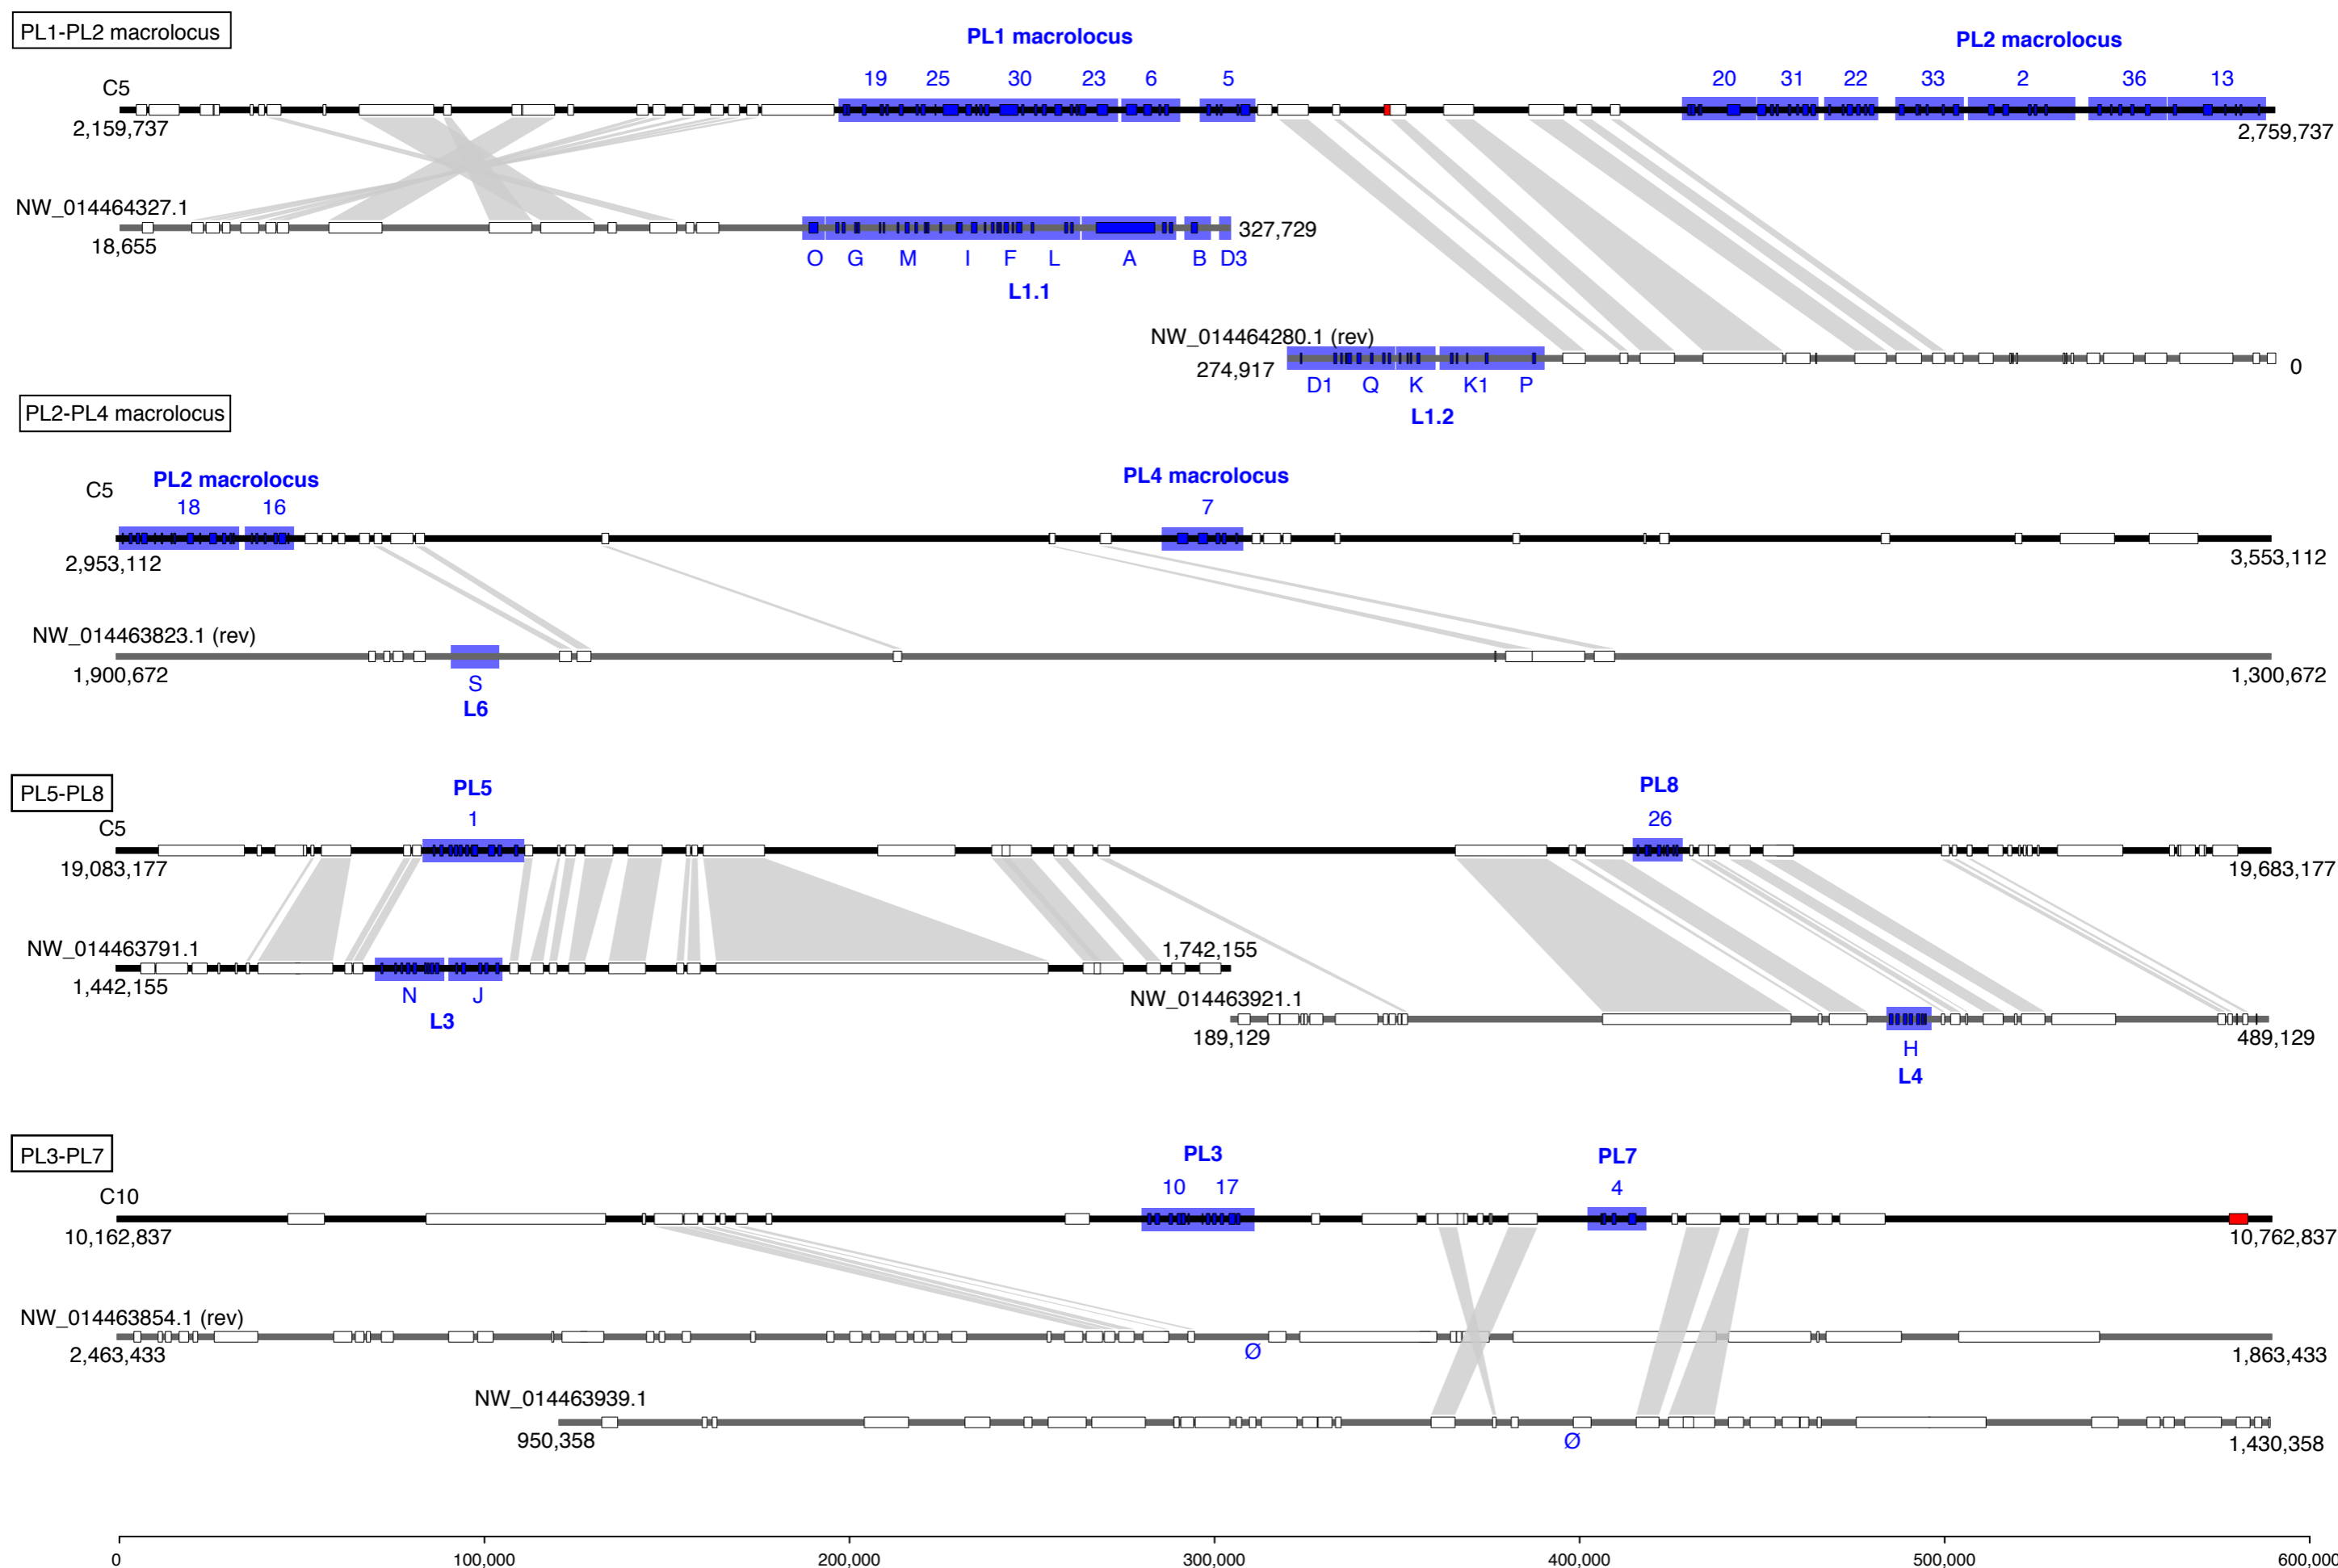 PL1-PL2 macrolocus
PL1 macrolocus
PL2 macrolocus
19 25 30 23 6 5 20 31 22 33 2 36 13
C5
2,159,737
2,759,737
NW_014464327.1
18,655
327,729
O G M I F L A B D3
L1.1
NW_014464280.1 (rev)
274,917
0
D1 Q K K1 P
L1.2
PL2-PL4 macrolocus
PL2 macrolocus
PL4 macrolocus
C5
18 16 7
2,953,112
3,553,112
NW_014463823.1 (rev)
1,900,672
1,300,672
S
L6
PL5-PL8
PL5
PL8
1 26
C5
19,083,177
19,683,177
NW_014463791.1
1,742,155
1,442,155
N J
L3
NW_014463921.1
189,129
489,129
H
L4
PL3-PL7
PL3
PL7
10 17 4
C10
10,162,837
10,762,837
NW_014463854.1 (rev)
2,463,433
Ø
1,863,433
NW_014463939.1
950,358
Ø
1,430,358
0 100,000 200,000 300,000 400,000 500,000 600,000